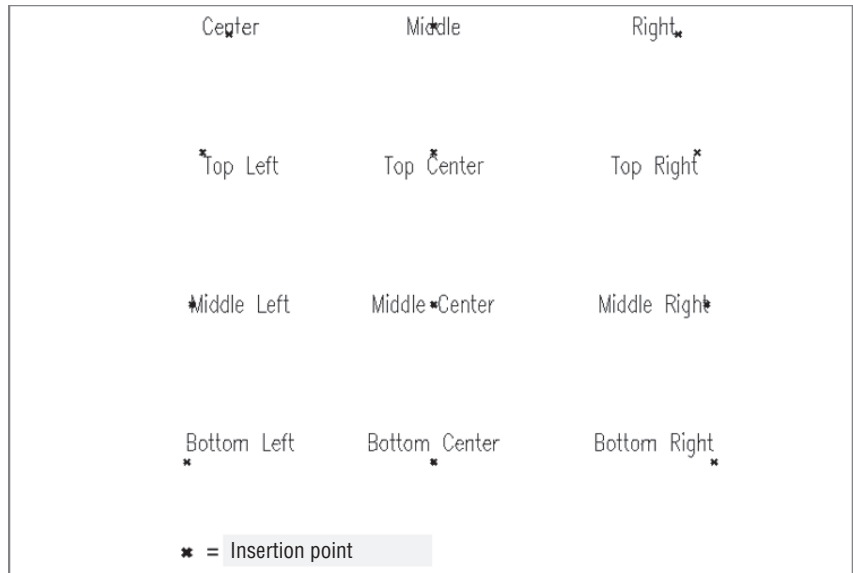 Center Middle Right
Top Left Top Center Top Right
Middle Left Middle Center Middle Right
Bottom Left Bottom Center Bottom Right
= Insertion point